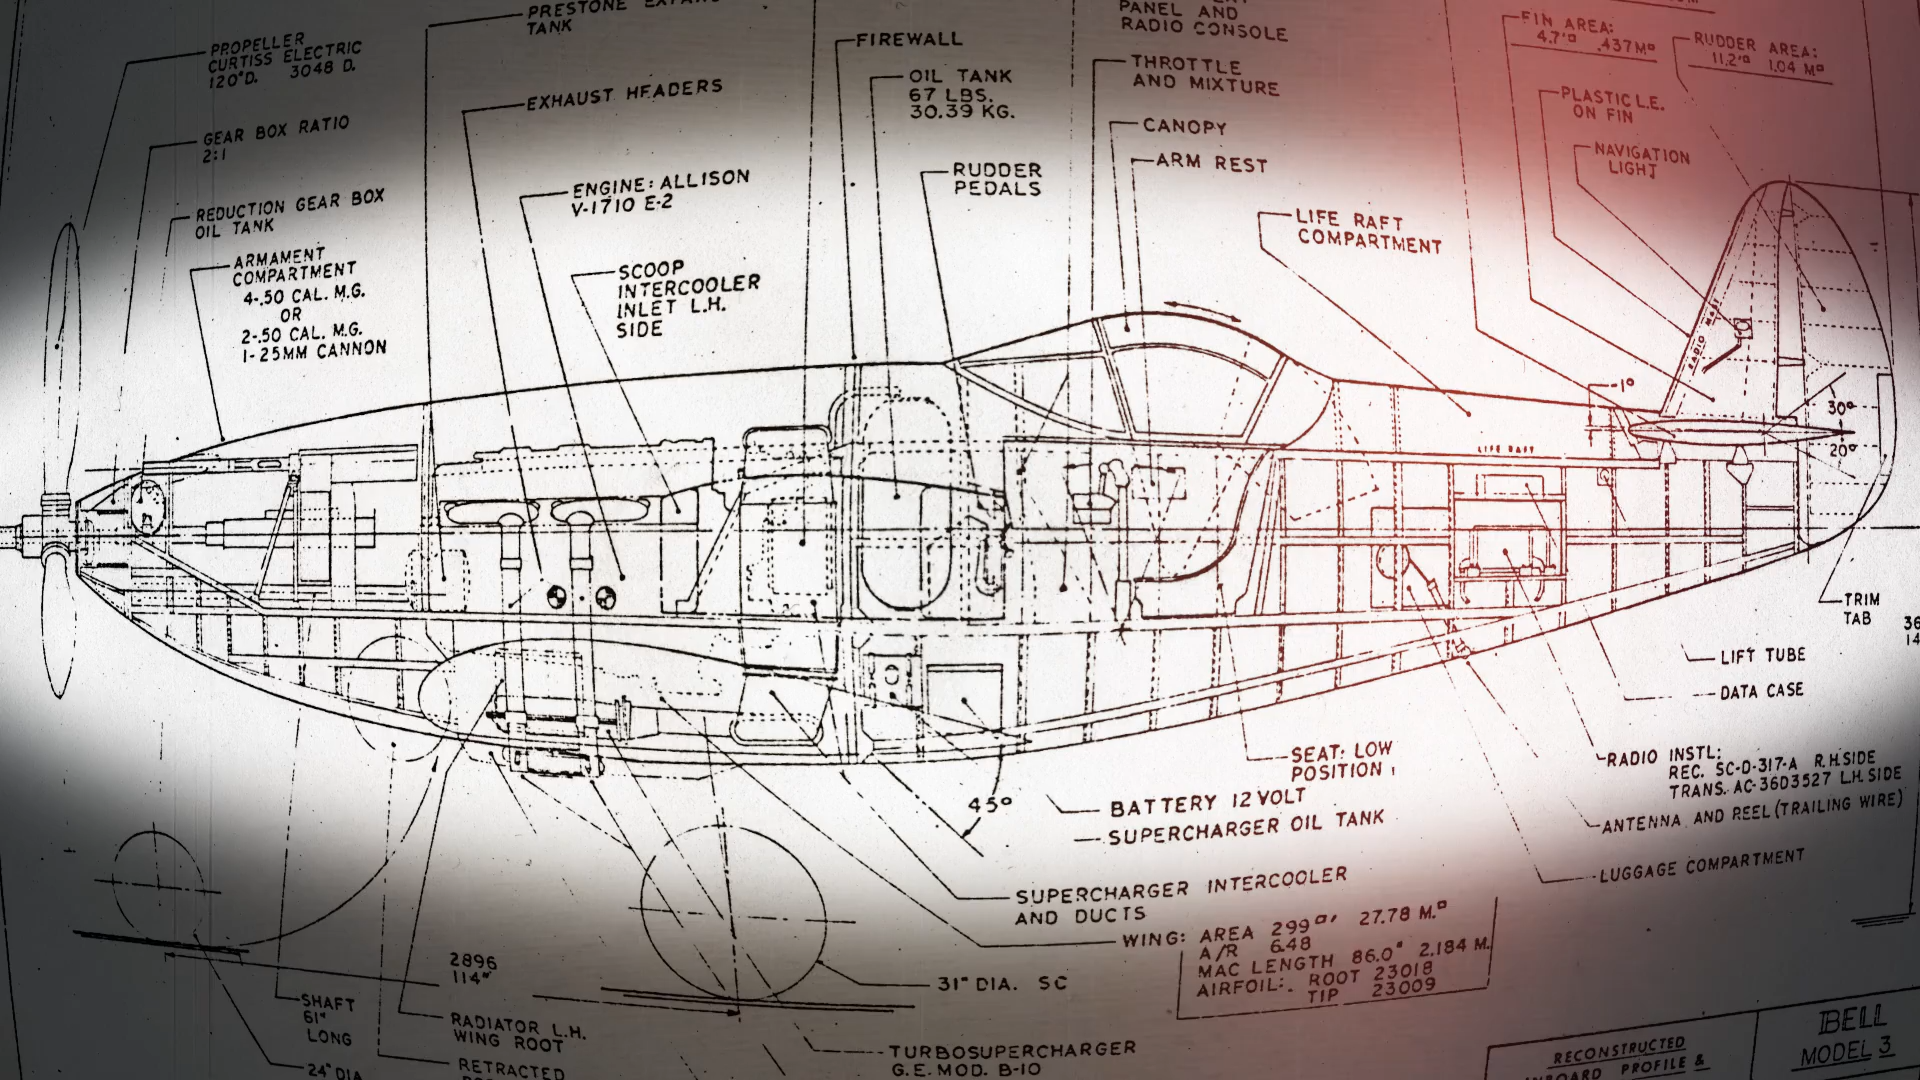 PRESTONE
TANK
PROPELLER
CURTISS ELECTRIC
120"D. 3048 D.
GEAR BOX RATIO
2:1
REDUCTION GEAR BOX
OIL TANK
ARMAMENT
COMPARTMENT
4-.50 CAL. M.G.
OR
2-.50 CAL. M.G.
1-25MM CANNON
EXHAUST HEADERS
ENGINE: ALLISON
V-1710 E-2
SCOOP
INTERCOOLER
INLET L.H.
SIDE
FIREWALL
OIL TANK
67 LBS.
30.39 KG.
RUDDER
PEDALS
PANEL AND
RADIO CONSOLE
THROTTLE
AND MIXTURE
CANOPY
ARM REST
LIFE RAFT
COMPARTMENT
FIN AREA:
4.7'□ .437M□
RUDDER AREA:
11.2'□ 1.04 M□
PLASTIC L.E.
ON FIN
NAVIGATION
LIGHT
RADIO MAST
-1°
30°
20°
LIFE RAFT
TRIM
TAB
36
14
LIFT TUBE
DATA CASE
RADIO INSTL:
REC. SC-D-317-A R.H.SIDE
TRANS. AC-36D3527 L.H. SIDE
ANTENNA AND REEL (TRAILING WIRE)
LUGGAGE COMPARTMENT
SEAT: LOW
POSITION
45°
BATTERY 12 VOLT
SUPERCHARGER OIL TANK
SUPERCHARGER INTERCOOLER
AND DUCTS
WING: AREA 299□' 27.78 M.□
A/R 6.48
MAC LENGTH 86.0" 2.184 M.
AIRFOIL: ROOT 23018
TIP 23009
31" DIA. SC
2896
114"
SHAFT
61"
LONG
24" DIA
RADIATOR L.H.
WING ROOT
RETRACTED
TURBOSUPERCHARGER
G.E. MOD. B-10
RECONSTRUCTED
PROFILE &
BELL
MODEL 3